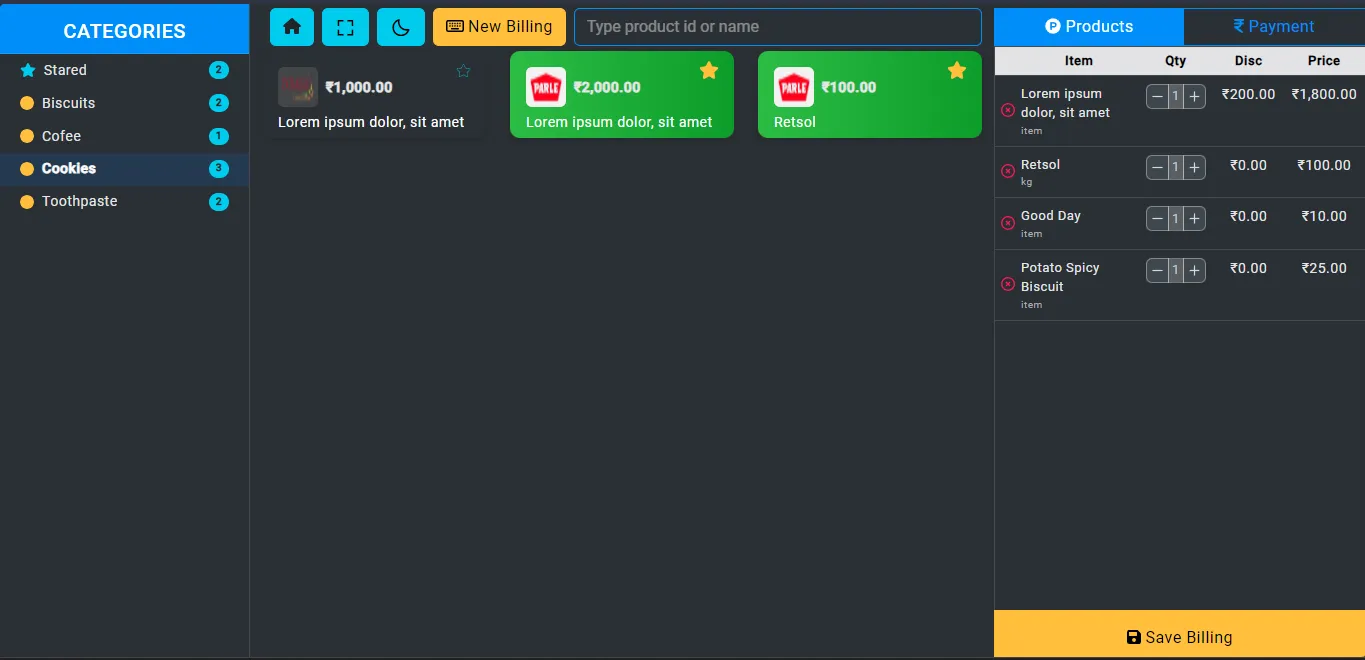 CATEGORIES
Stared 2
Biscuits 2
Cofee 1
Cookies 3
Toothpaste 2
New Billing
Type product id or name
₹1,000.00
Lorem ipsum dolor, sit amet
PARLE ₹2,000.00
Lorem ipsum dolor, sit amet
PARLE ₹100.00
Retsol
Products
₹ Payment
Item Qty Disc Price
Lorem ipsum
dolor, sit amet
item
− 1 + ₹200.00 ₹1,800.00
Retsol
kg
− 1 + ₹0.00 ₹100.00
Good Day
item
− 1 + ₹0.00 ₹10.00
Potato Spicy
Biscuit
item
− 1 + ₹0.00 ₹25.00
Save Billing